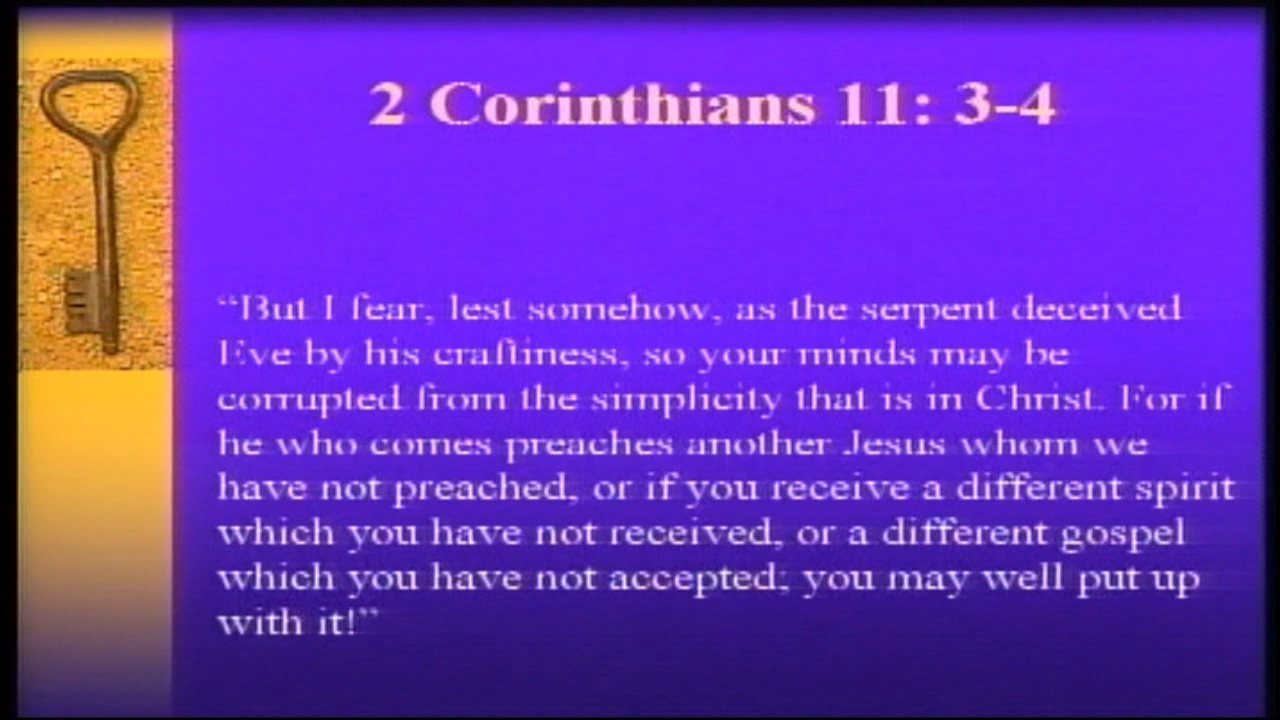 2 Corinthians 11: 3-4
“But I fear, lest somehow, as the serpent deceived
Eve by his craftiness, so your minds may be
corrupted from the simplicity that is in Christ. For if
he who comes preaches another Jesus whom we
have not preached, or if you receive a different spirit
which you have not received, or a different gospel
which you have not accepted; you may well put up
with it!”